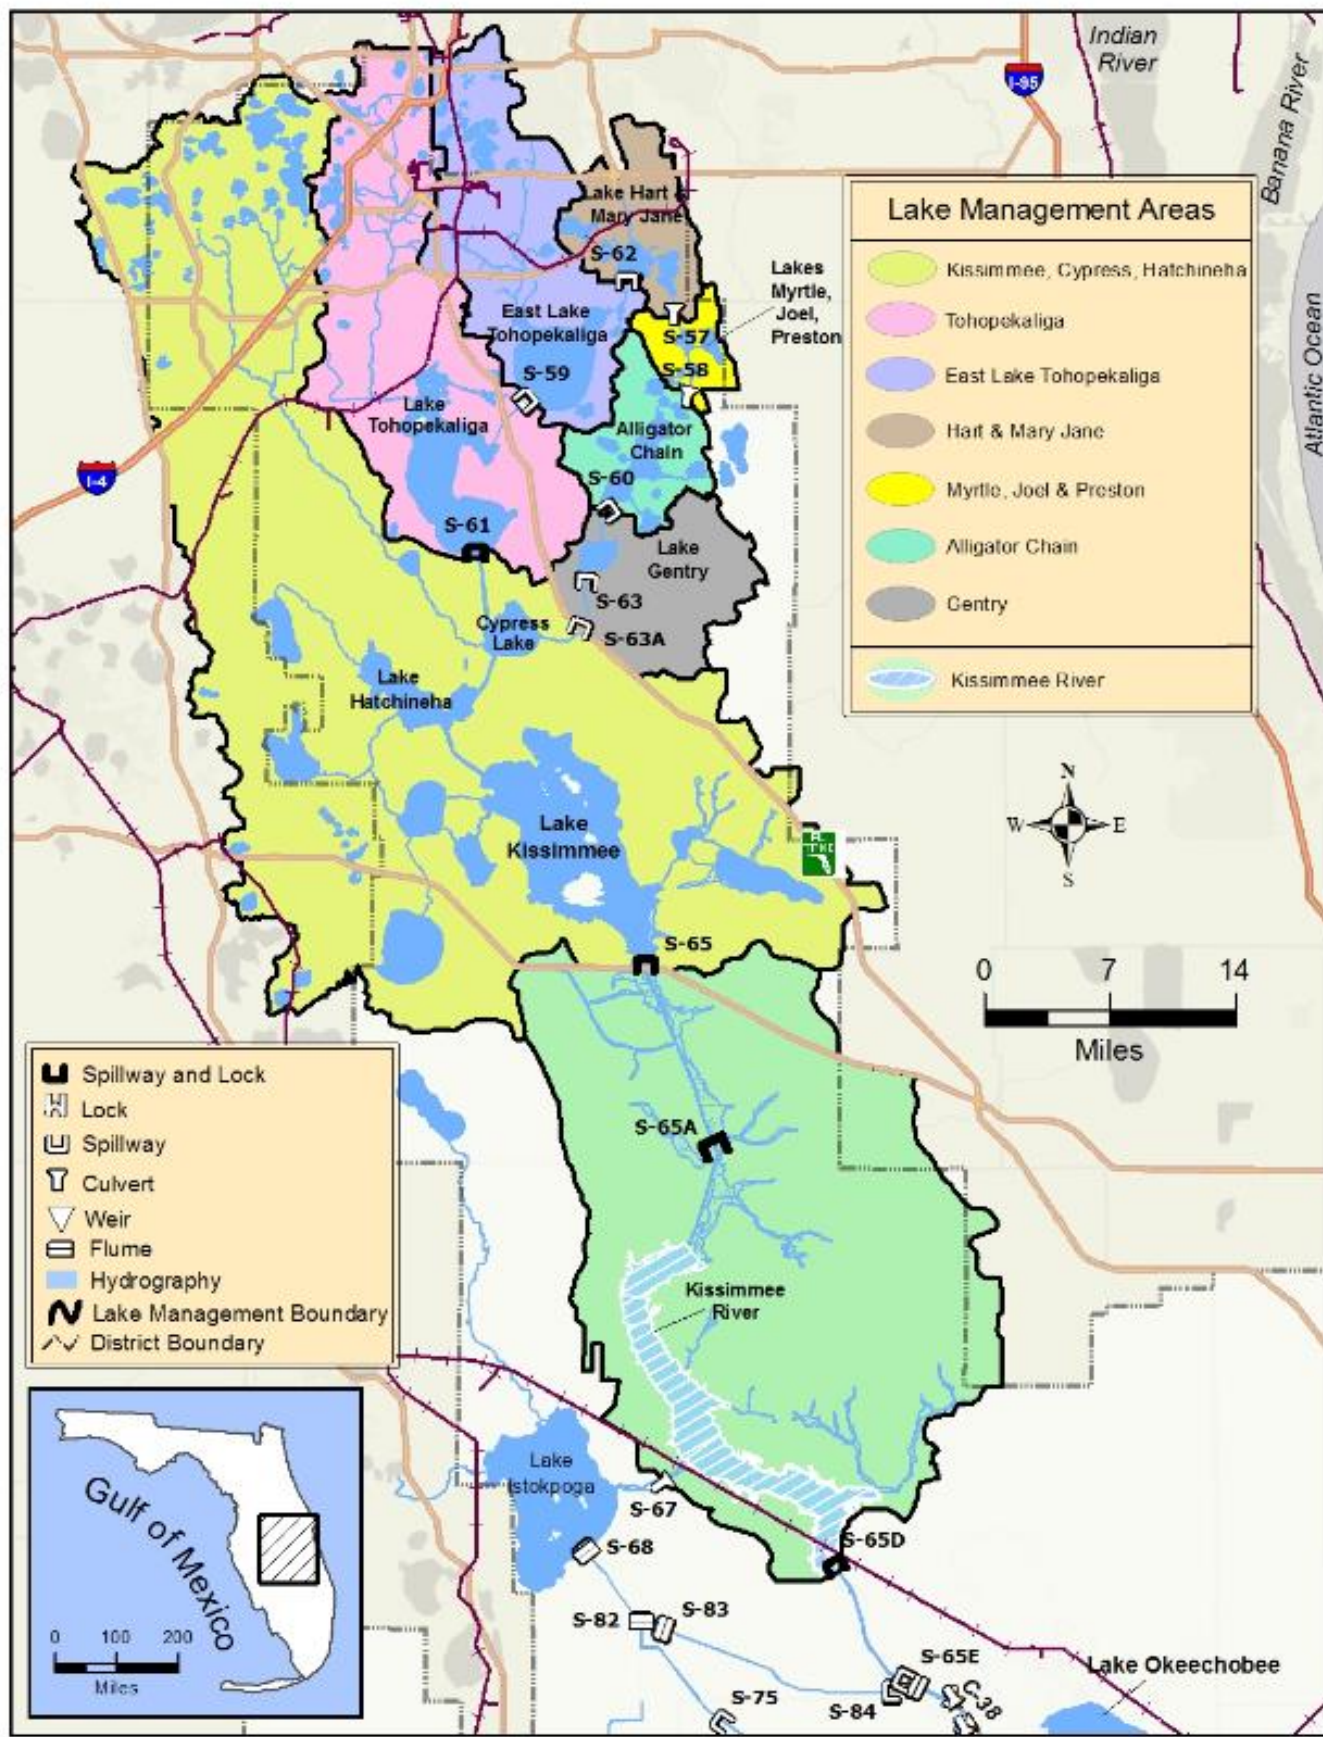 Indian
River
Banana River
I-95
Lake Hart &
Mary Jane
S-62
Lakes
Myrtle,
Joel,
Preston
East Lake
Tohopekaliga
S-57
S-58
S-59
Lake
Tohopekaliga
Alligator
Chain
S-60
I-4
S-61
Lake
Gentry
S-63
S-63A
Cypress
Lake
Lake
Hatchineha
Lake
Kissimmee
S-65
S-65A
Kissimmee
River
Lake
Istokpoga
S-67
S-68
S-65D
S-82
S-83
S-65E
S-84
C-38
S-75
Lake Okeechobee
Atlantic Ocean
Lake Management Areas
Kissimmee, Cypress, Hatchineha
Tohopekaliga
East Lake Tohopekaliga
Hart & Mary Jane
Myrtle, Joel & Preston
Alligator Chain
Gentry
Kissimmee River
N
W E
S
0 7 14
Miles
Spillway and Lock
Lock
Spillway
Culvert
Weir
Flume
Hydrography
Lake Management Boundary
District Boundary
Gulf of Mexico
0 100 200
Miles